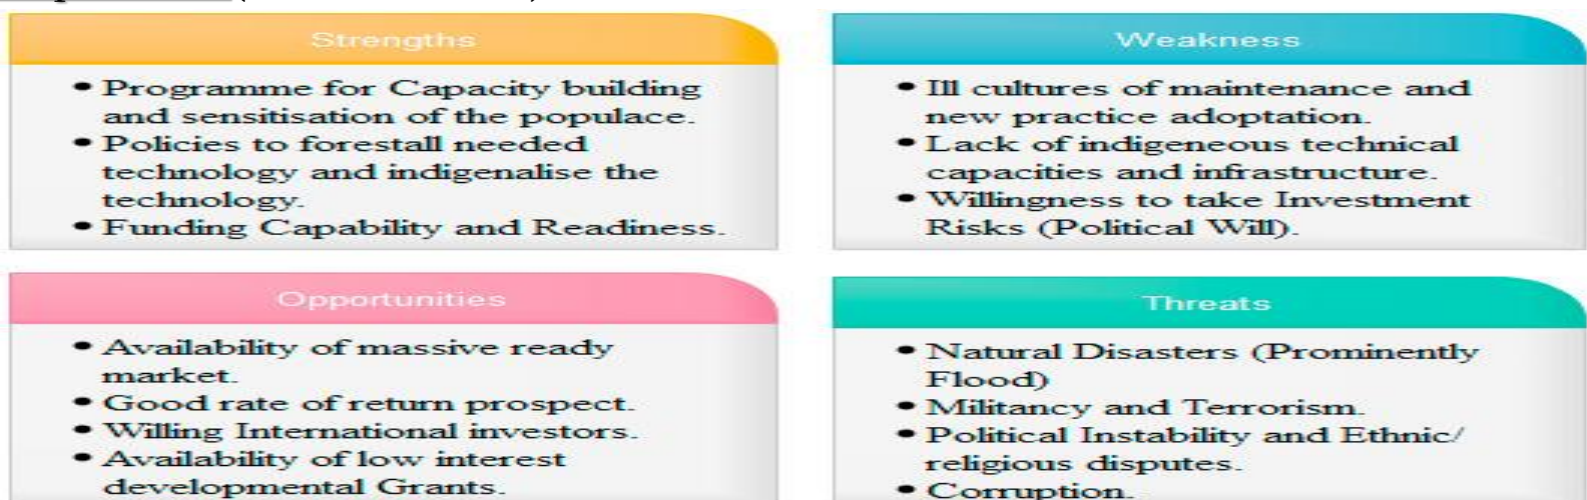 Strengths
• Programme for Capacity building
and sensitisation of the populace.
• Policies to forestall needed
technology and indigenalise the
technology.
• Funding Capability and Readiness.
Weakness
• Ill cultures of maintenance and
new practice adoptation.
• Lack of indigeneous technical
capacities and infrastructure.
• Willingness to take Investment
Risks (Political Will).
Opportunities
• Availability of massive ready
market.
• Good rate of return prospect.
• Willing International investors.
• Availability of low interest
developmental Grants.
Threats
• Natural Disasters (Prominently
Flood)
• Militancy and Terrorism.
• Political Instability and Ethnic/
religious disputes.
• Corruption.